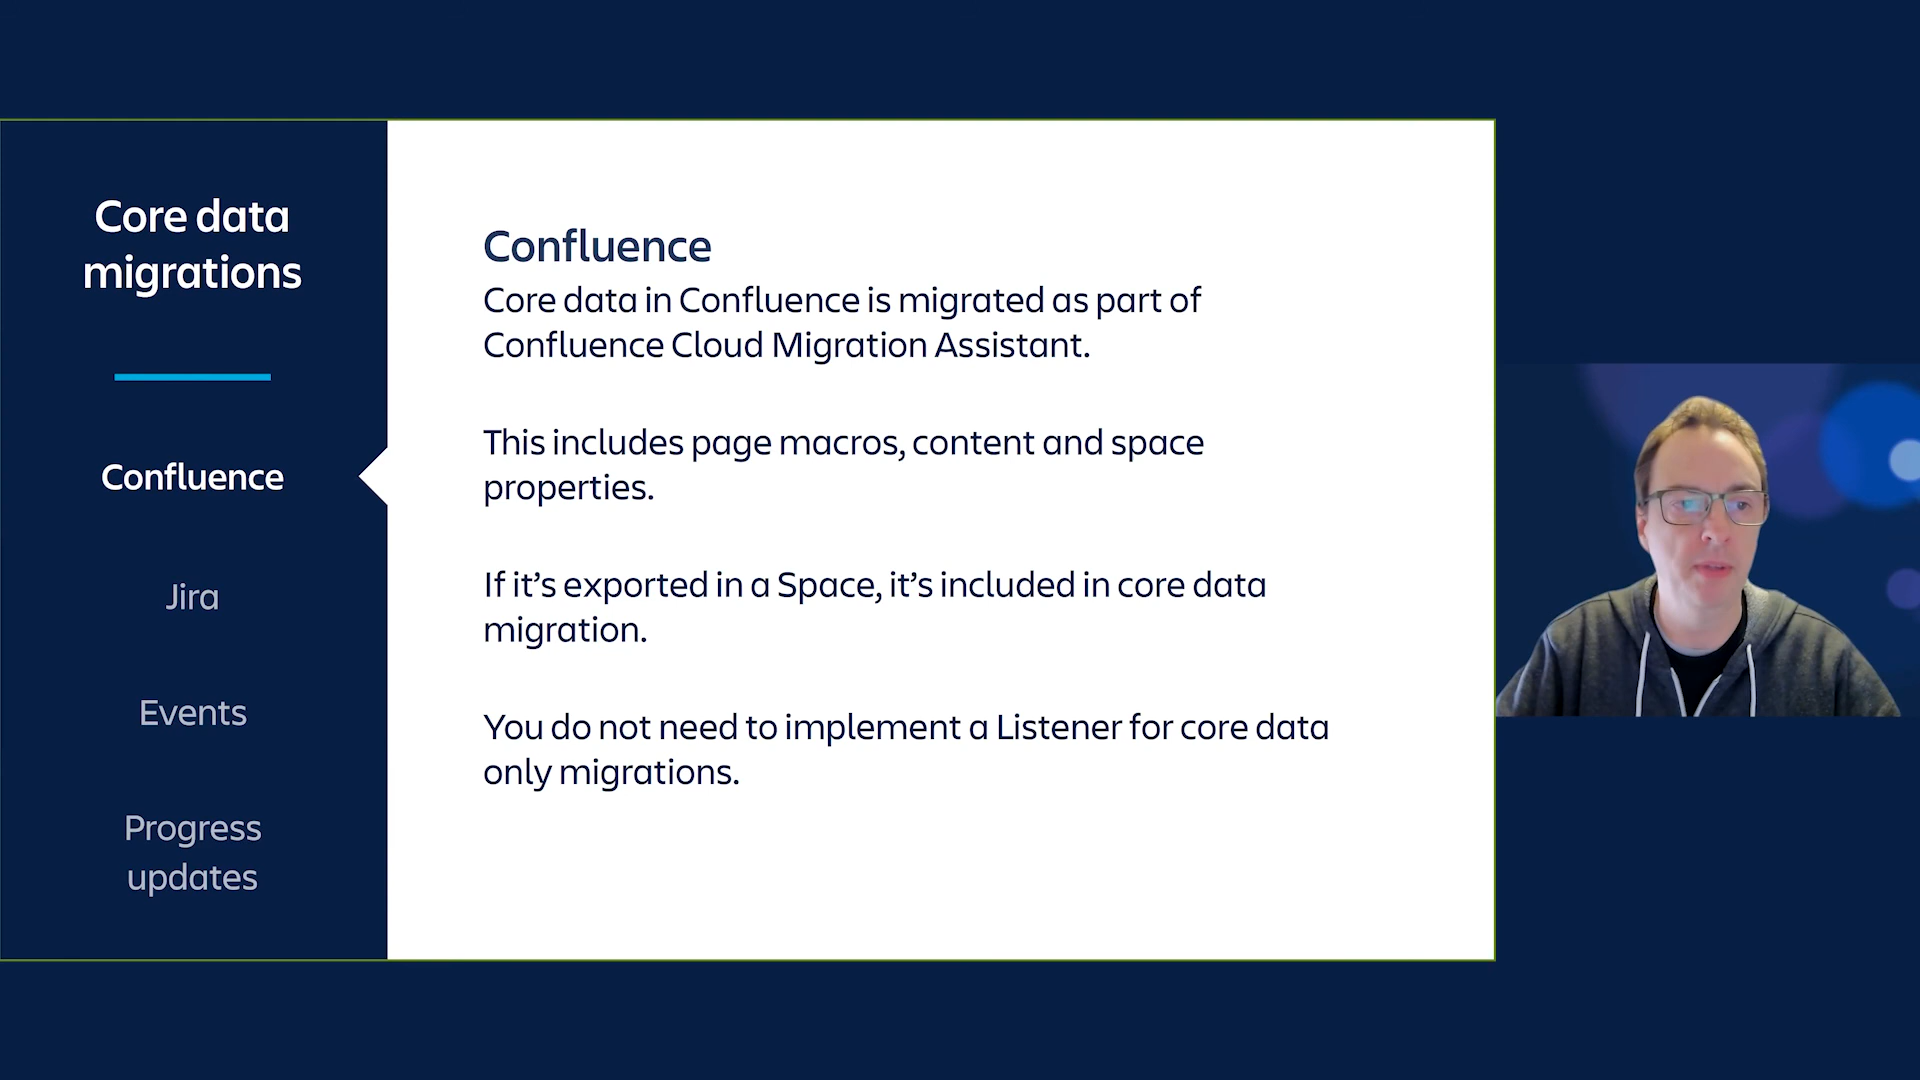 Core data
migrations
Confluence
Jira
Events
Progress
updates
Confluence
Core data in Confluence is migrated as part of
Confluence Cloud Migration Assistant.
This includes page macros, content and space
properties.
If it’s exported in a Space, it’s included in core data
migration.
You do not need to implement a Listener for core data
only migrations.